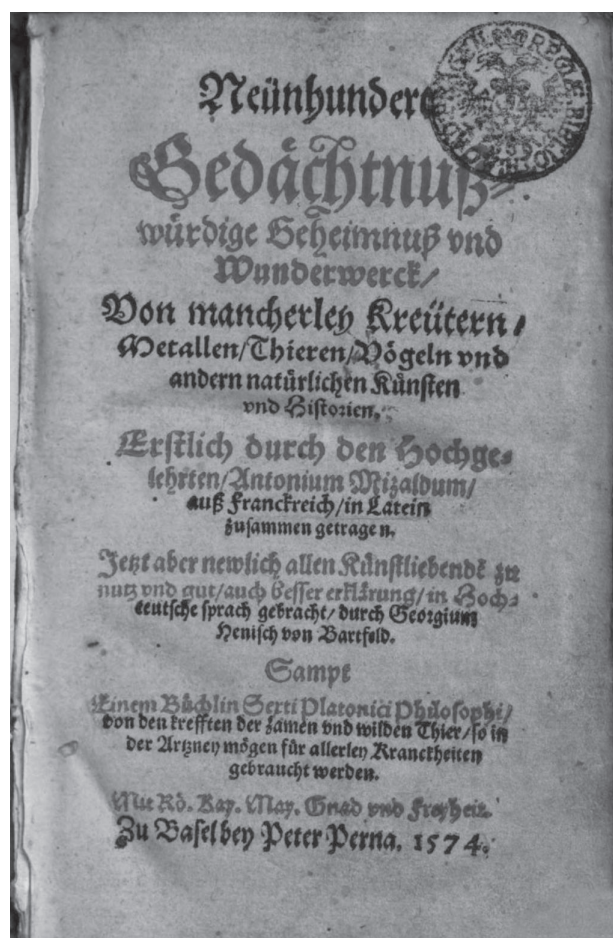 Neünhundert
Gedächtnuß-
würdige Geheimnuß vnd
Wunderwerck/
Von mancherley Kreütern/
Metallen/Thieren/Vögeln vnd
andern natürlichen Künsten
vnd Historien.
Erstlich durch den Hochge-
lehrten/Antonium Mizaldum/
auß Franckreich/in Latein
zusammen getragen.
Jetzt aber newlich allen Künstliebendẽ zu
nutz vnd gut/auch besser erklärung/in Hoch-
teutsche sprach gebracht/durch Georgium
Henisch von Bartfeld.
Sampt
Einem Büchlin Sexti Platonici Philosophi/
von den krefften der zamen vnd wilden Thier/so in
der Artzney mögen für allerley Kranckheiten
gebraucht werden.
Mit Rö. Kay. May. Gnad vnd Freyheit.
Zu Basel bey Peter Perna. 1574.